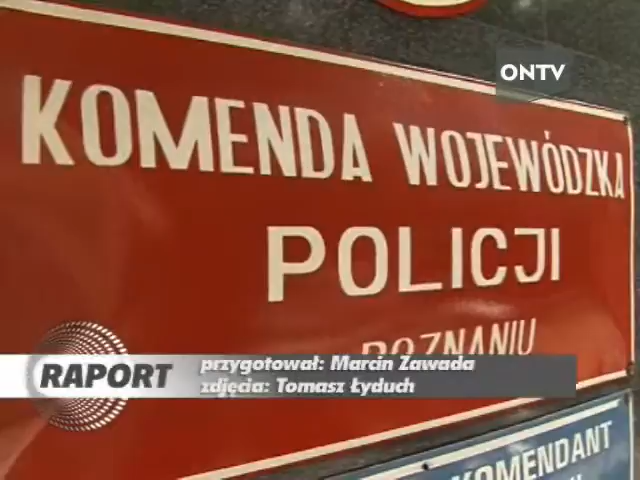 ONTV
KOMENDA WOJEWÓDZKA
POLICJI
POZNANIU
RAPORT
przygotował: Marcin Zawada
zdjęcia: Tomasz Łyduch
KOMENDANT